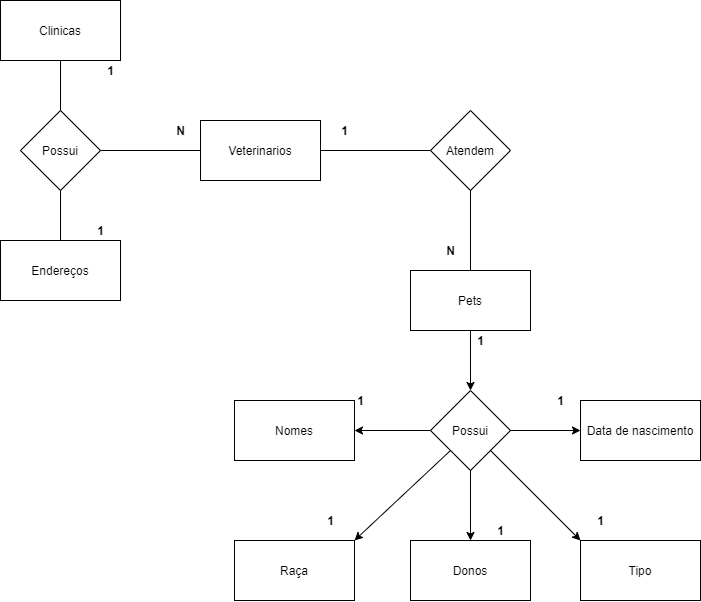 Clinicas
1
Possui
N
Veterinarios
1
Atendem
1
Endereços
N
Pets
1
Possui
1
Nomes
1
Data de nascimento
1
Raça
1
Donos
1
Tipo